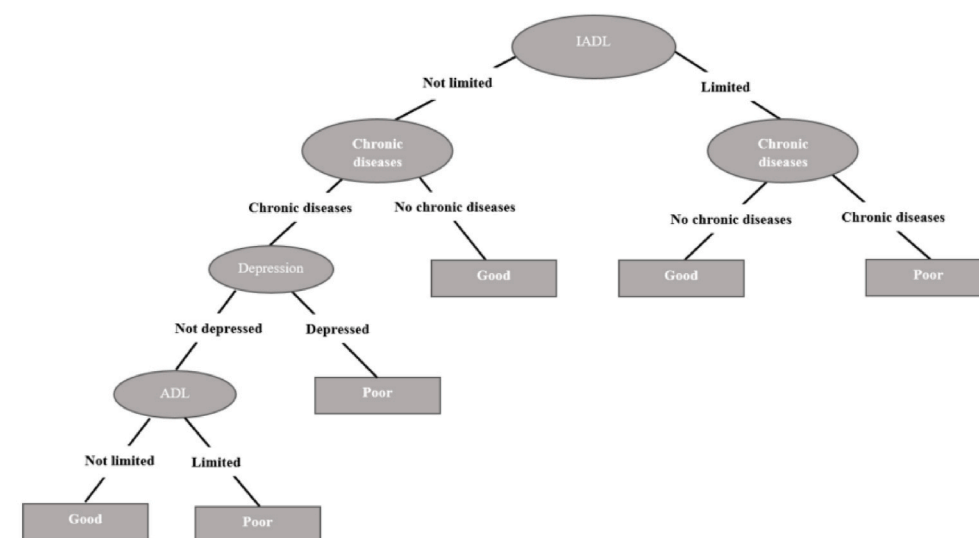 IADL
Not limited
Limited
Chronic
diseases
Chronic
diseases
Chronic diseases
No chronic diseases
No chronic diseases
Chronic diseases
Depression
Good
Good
Poor
Not depressed
Depressed
ADL
Poor
Not limited
Limited
Good
Poor